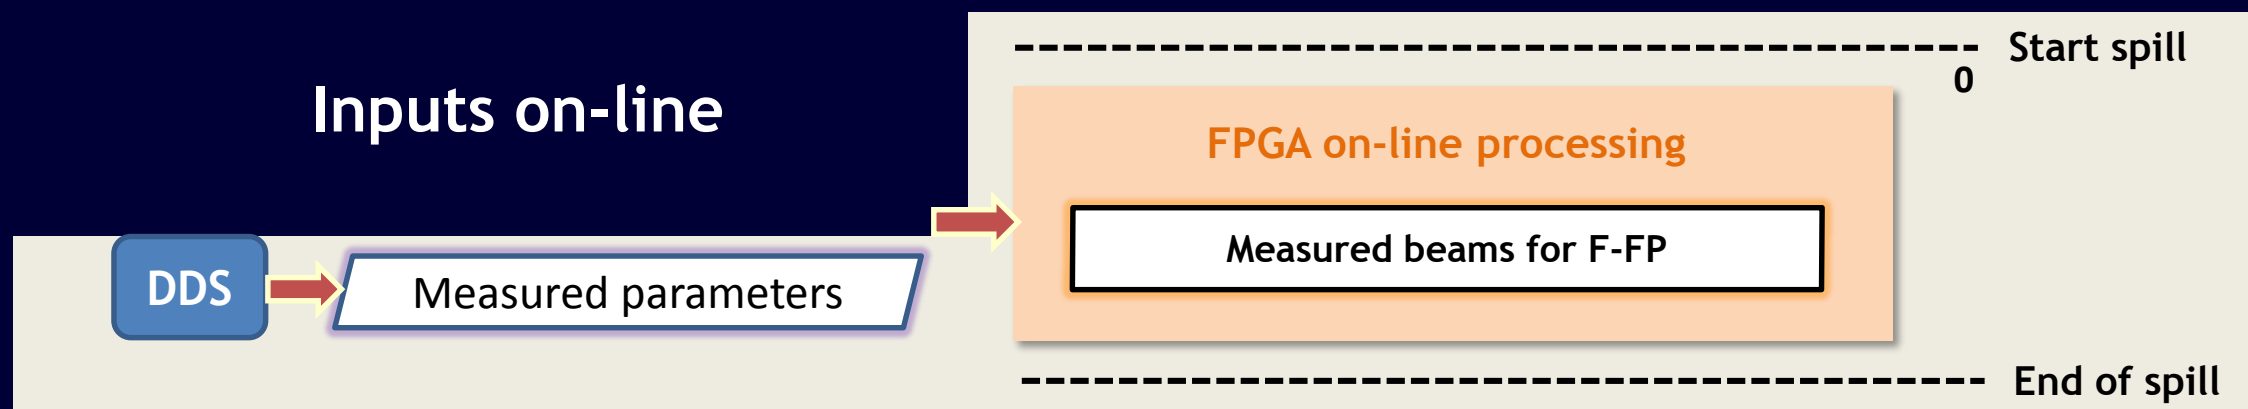 Inputs on-line
Start spill
0
FPGA on-line processing
Measured beams for F-FP
DDS
Measured parameters
End of spill